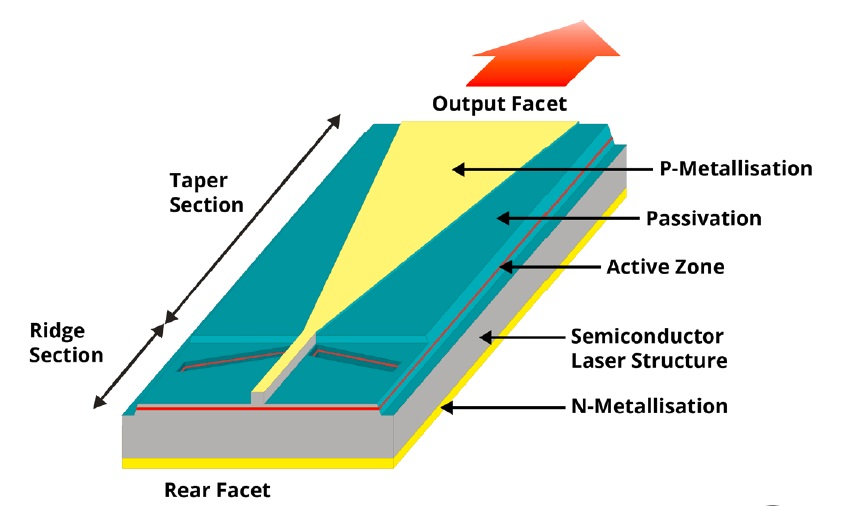 Output Facet
P-Metallisation
Taper
Section
Passivation
Active Zone
Ridge
Section
Semiconductor
Laser Structure
N-Metallisation
Rear Facet